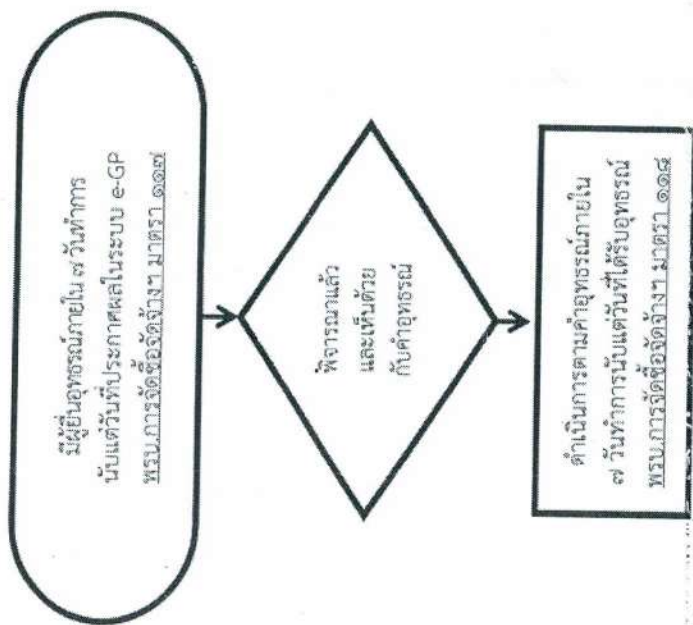 มีผู้ยื่นอุทธรณ์ภายใน ๗ วันทำการ
นับแต่วันที่ประกาศผลในระบบ e-GP
พรบ.การจัดซื้อจัดจ้างฯ มาตรา ๑๑๗
พิจารณาแล้ว
และเห็นด้วย
กับคำอุทธรณ์
ดำเนินการตามคำอุทธรณ์ภายใน
๗ วันทำการนับแต่วันที่ได้รับอุทธรณ์
พรบ.การจัดซื้อจัดจ้างฯ มาตรา ๑๑๘